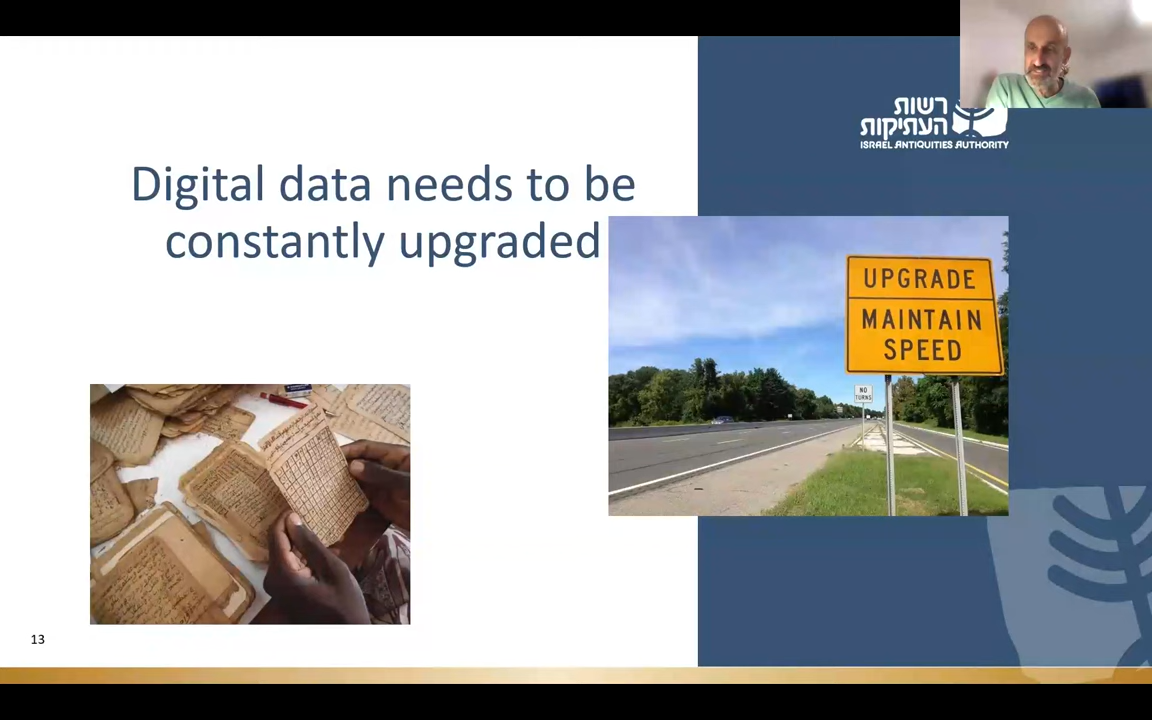 Digital data needs to be
constantly upgraded
רשות
העתיקות
ISRAEL ANTIQUITIES AUTHORITY
UPGRADE
MAINTAIN
SPEED
NO
TURNS
13